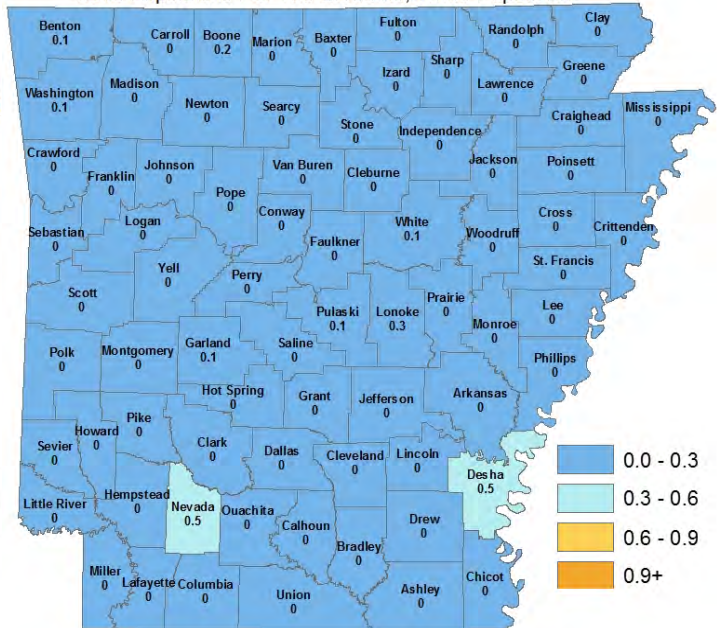 Benton
0.1
Carroll
0
Boone
0.2
Marion
0
Baxter
0
Fulton
0
Randolph
0
Clay
0
Washington
0.1
Madison
0
Newton
0
Searcy
0
Izard
0
Sharp
0
Lawrence
0
Greene
0
Stone
0
Independence
0
Craighead
0
Mississippi
0
Crawford
0
Franklin
0
Johnson
0
Pope
0
Van Buren
0
Cleburne
0
Jackson
0
Poinsett
0
Sebastian
0
Logan
0
Conway
0
Faulkner
0
White
0.1
Woodruff
0
Cross
0
Crittenden
0
Scott
0
Yell
0
Perry
0
St. Francis
0
Pulaski
0.1
Lonoke
0.3
Prairie
0
Monroe
0
Lee
0
Polk
0
Montgomery
0
Garland
0.1
Saline
0
Phillips
0
Hot Spring
0
Grant
0
Jefferson
0
Arkansas
0
Sevier
0
Howard
0
Pike
0
Clark
0
Dallas
0
Cleveland
0
Lincoln
0
Desha
0.5
Little River
0
Hempstead
0
Nevada
0.5
Ouachita
0
Calhoun
0
Bradley
0
Drew
0
Miller
0
Lafayette
0
Columbia
0
Union
0
Ashley
0
Chicot
0
0.0 - 0.3
0.3 - 0.6
0.6 - 0.9
0.9+